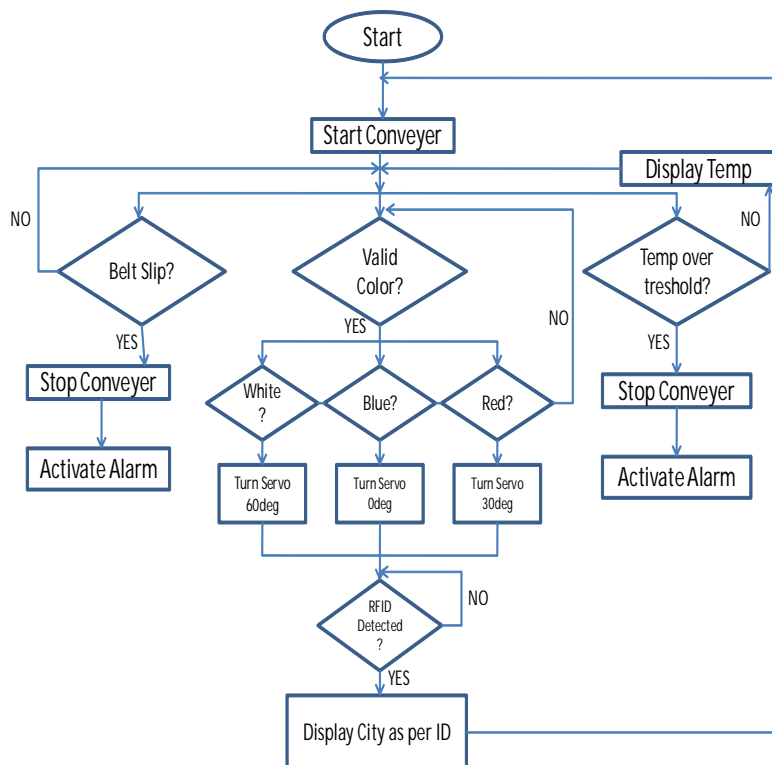 Start
Start Conveyer
Display Temp
NO
NO
Belt Slip?
Valid
Color?
Temp over
treshold?
NO
YES
YES
YES
Stop Conveyer
White
?
Blue?
Red?
Stop Conveyer
Activate Alarm
Turn Servo
60deg
Turn Servo
0deg
Turn Servo
30deg
Activate Alarm
RFID
Detected
?
NO
YES
Display City as per ID